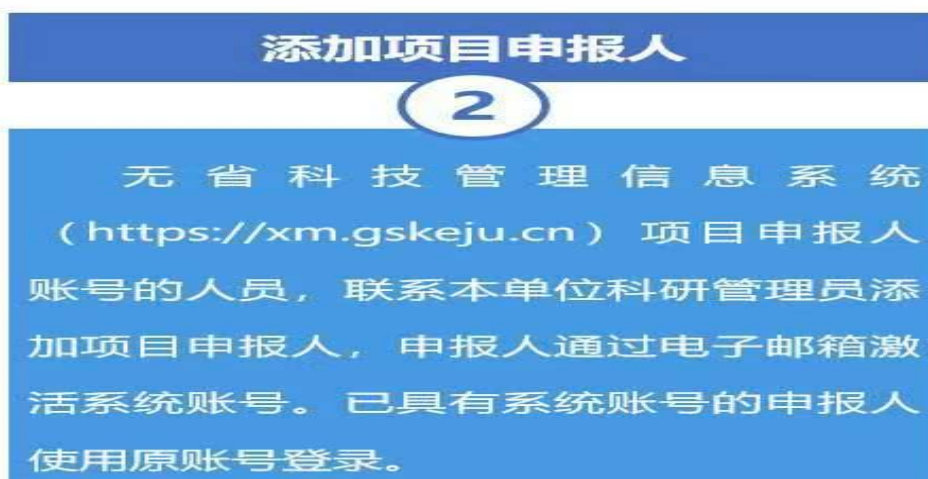 添加项目申报人
2
无省科技管理信息系统
（https://xm.gskeju.cn）项目申报人
账号的人员，联系本单位科研管理员添
加项目申报人，申报人通过电子邮箱激
活系统账号。已具有系统账号的申报人
使用原账号登录。